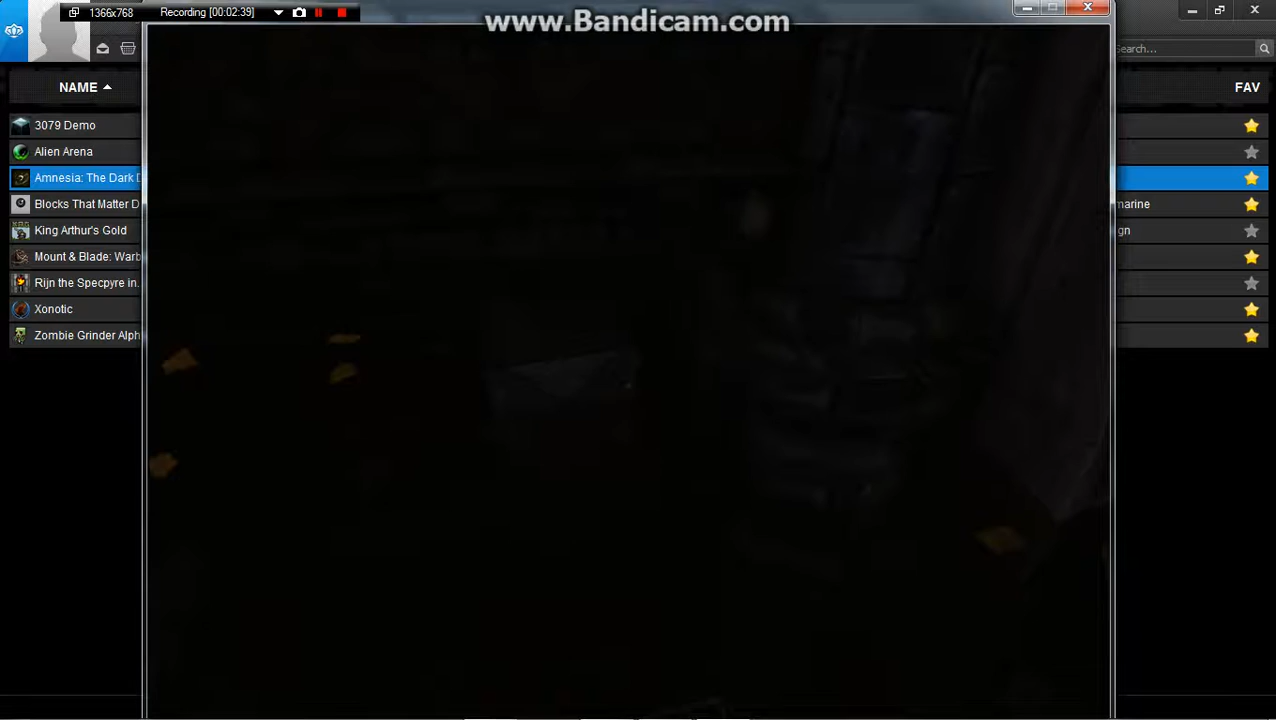 1366x768 Recording [00:02:39]
www.Bandicam.com
Search...
NAME
FAV
3079 Demo
Alien Arena
Amnesia: The Dark D
Blocks That Matter D
marine
King Arthur's Gold
gn
Mount & Blade: Warb
Rijn the Specpyre in...
Xonotic
Zombie Grinder Alph